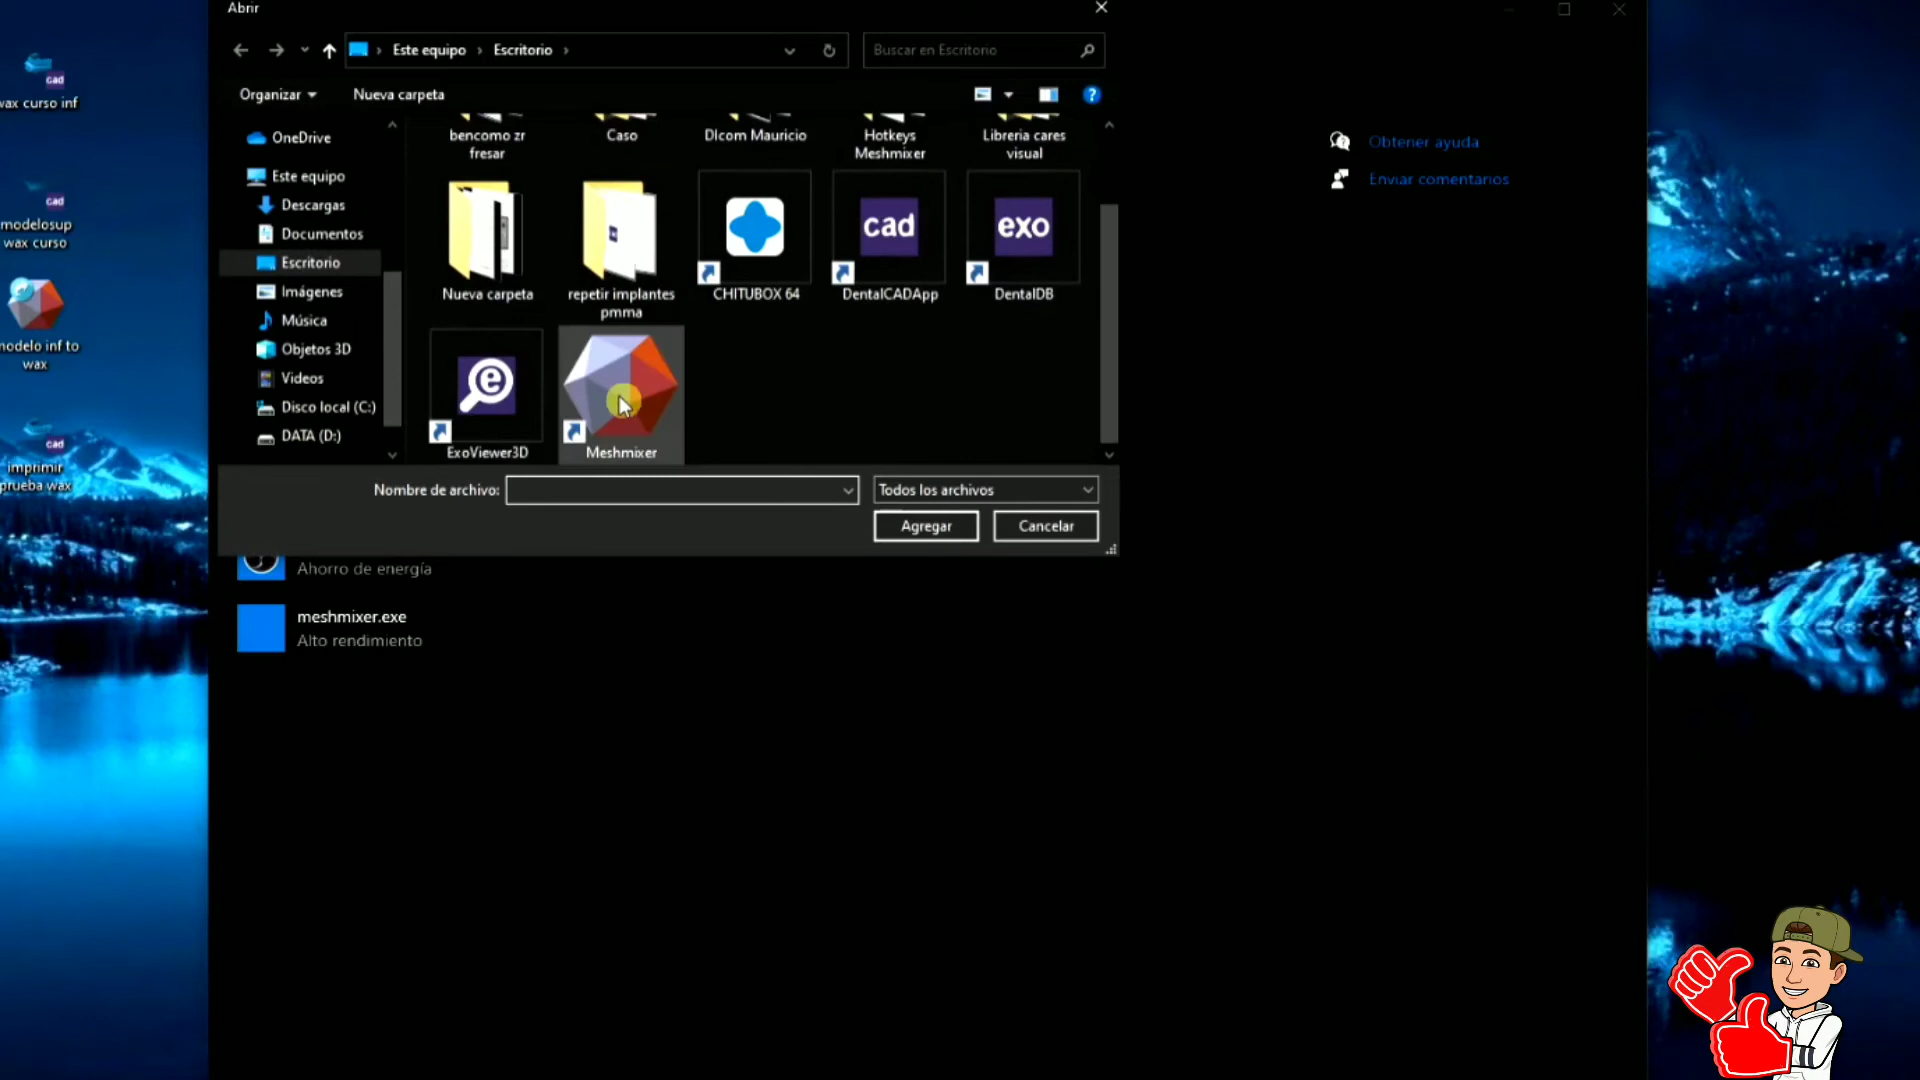 Abrir
Este equipo
Escritorio
Buscar en Escritorio
Organizar
Nueva carpeta
OneDrive
Este equipo
Descargas
Documentos
Escritorio
Imágenes
Música
Objetos 3D
Videos
Disco local (C:)
DATA (D:)
bencomo zr
fresar
Caso
DIcom Mauricio
Hotkeys
Meshmixer
Libreria cares
visual
Nueva carpeta
repetir implantes
pmma
CHITUBOX 64
cad
DentalCADApp
exo
DentalDB
e
ExoViewer3D
Meshmixer
Nombre de archivo:
Todos los archivos
Agregar
Cancelar
Ahorro de energía
meshmixer.exe
Alto rendimiento
Obtener ayuda
Enviar comentarios
cad
wax curso inf
cad
modelosup
wax curso
modelo inf to
wax
cad
imprimir
prueba wax